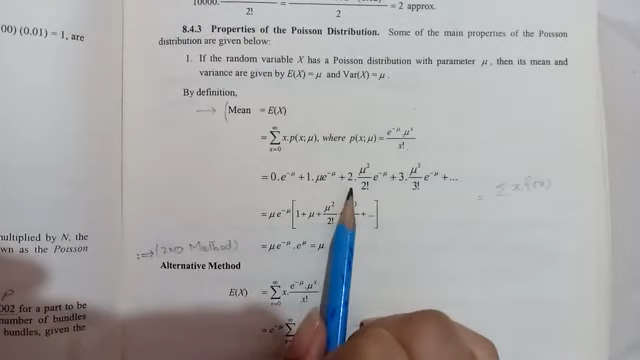 10000. / 2! = / 2 = 2 approx.
00) (0.01) = 1, are
8.4.3 Properties of the Poisson Distribution. Some of the main properties of the Poisson
distribution are given below:
1. If the random variable X has a Poisson distribution with parameter μ, then its mean and
variance are given by E(X) = μ and Var(X) = μ.
By definition,
→ (Mean = E(X)
= ∑_{x=0}^{∞} x.p(x; μ), where p(x; μ) = e^{-μ}.μ^x / x!
= 0.e^{-μ} + 1.μe^{-μ} + 2.μ²/2! e^{-μ} + 3.μ³/3! e^{-μ} + ...
= ∑x f(x)
= μ e^{-μ} [1 + μ + μ²/2! + ...]
:⇒ (2ND Method) = μe^{-μ}.e^{μ} = μ
Alternative Method
E(X) = ∑_{x=0}^{∞} x. e^{-μ}.μ^x / x!
= e^{-μ} ∑^{∞}
multiplied by N, the
own as the Poisson
P
002 for a part to be
number of bundles
bundles, given the